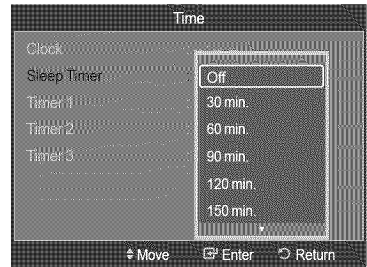 Time
Clock :
Sleep Timer : Off
Timer 1 : 30 min.
Timer 2 : 60 min.
Timer 3 : 90 min.
120 min.
150 min.
Move Enter Return